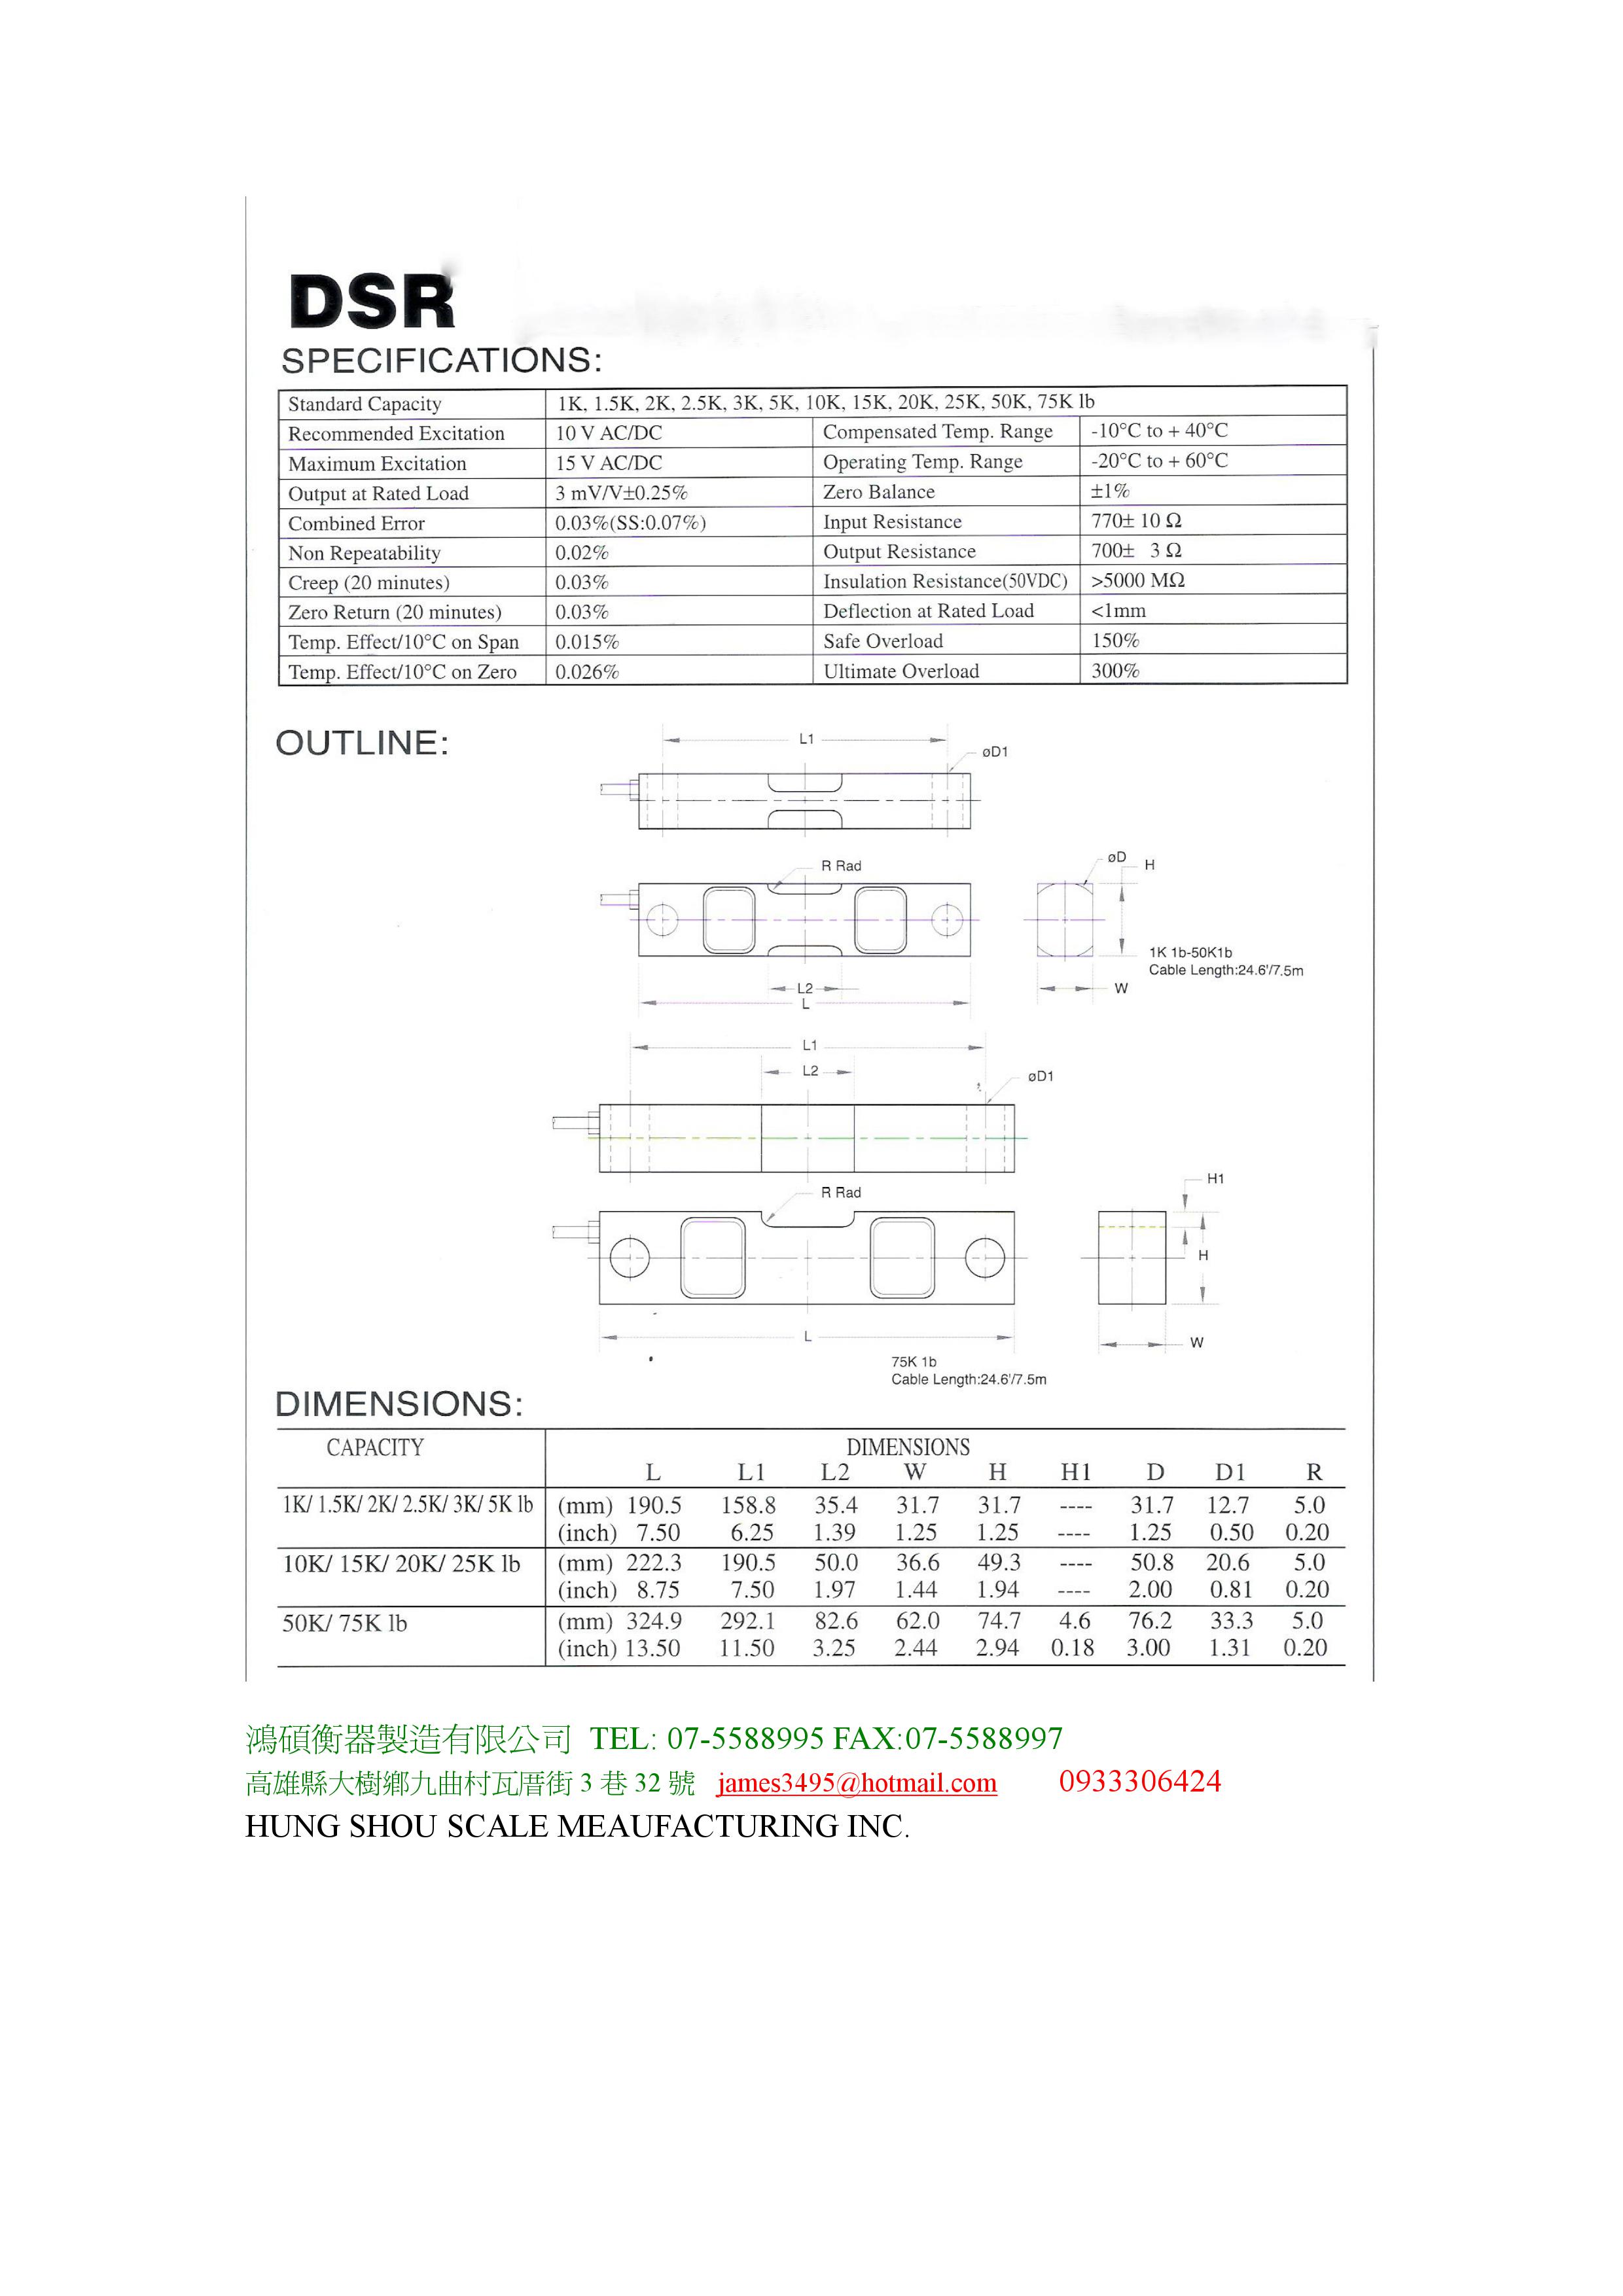 DSR
SPECIFICATIONS:
Standard Capacity 1K, 1.5K, 2K, 2.5K, 3K, 5K, 10K, 15K, 20K, 25K, 50K, 75K lb
Recommended Excitation 10 V AC/DC Compensated Temp. Range -10°C to + 40°C
Maximum Excitation 15 V AC/DC Operating Temp. Range -20°C to + 60°C
Output at Rated Load 3 mV/V±0.25% Zero Balance ±1%
Combined Error 0.03%(SS:0.07%) Input Resistance 770± 10 Ω
Non Repeatability 0.02% Output Resistance 700± 3 Ω
Creep (20 minutes) 0.03% Insulation Resistance(50VDC) >5000 MΩ
Zero Return (20 minutes) 0.03% Deflection at Rated Load <1mm
Temp. Effect/10°C on Span 0.015% Safe Overload 150%
Temp. Effect/10°C on Zero 0.026% Ultimate Overload 300%
OUTLINE:
L1
øD1
R Rad
øD
H
1K 1b-50K1b
Cable Length:24.6'/7.5m
L2
W
L
L1
L2
øD1
H1
R Rad
H
L
W
75K 1b
Cable Length:24.6'/7.5m
DIMENSIONS:
CAPACITY DIMENSIONS
L L1 L2 W H H1 D D1 R
1K/ 1.5K/ 2K/ 2.5K/ 3K/ 5K lb (mm) 190.5 158.8 35.4 31.7 31.7 ---- 31.7 12.7 5.0
(inch) 7.50 6.25 1.39 1.25 1.25 ---- 1.25 0.50 0.20
10K/ 15K/ 20K/ 25K lb (mm) 222.3 190.5 50.0 36.6 49.3 ---- 50.8 20.6 5.0
(inch) 8.75 7.50 1.97 1.44 1.94 ---- 2.00 0.81 0.20
50K/ 75K lb (mm) 324.9 292.1 82.6 62.0 74.7 4.6 76.2 33.3 5.0
(inch) 13.50 11.50 3.25 2.44 2.94 0.18 3.00 1.31 0.20
鴻碩衡器製造有限公司 TEL: 07-5588995 FAX:07-5588997
高雄縣大樹鄉九曲村瓦厝街 3 巷 32 號 james3495@hotmail.com 0933306424
HUNG SHOU SCALE MEAUFACTURING INC.